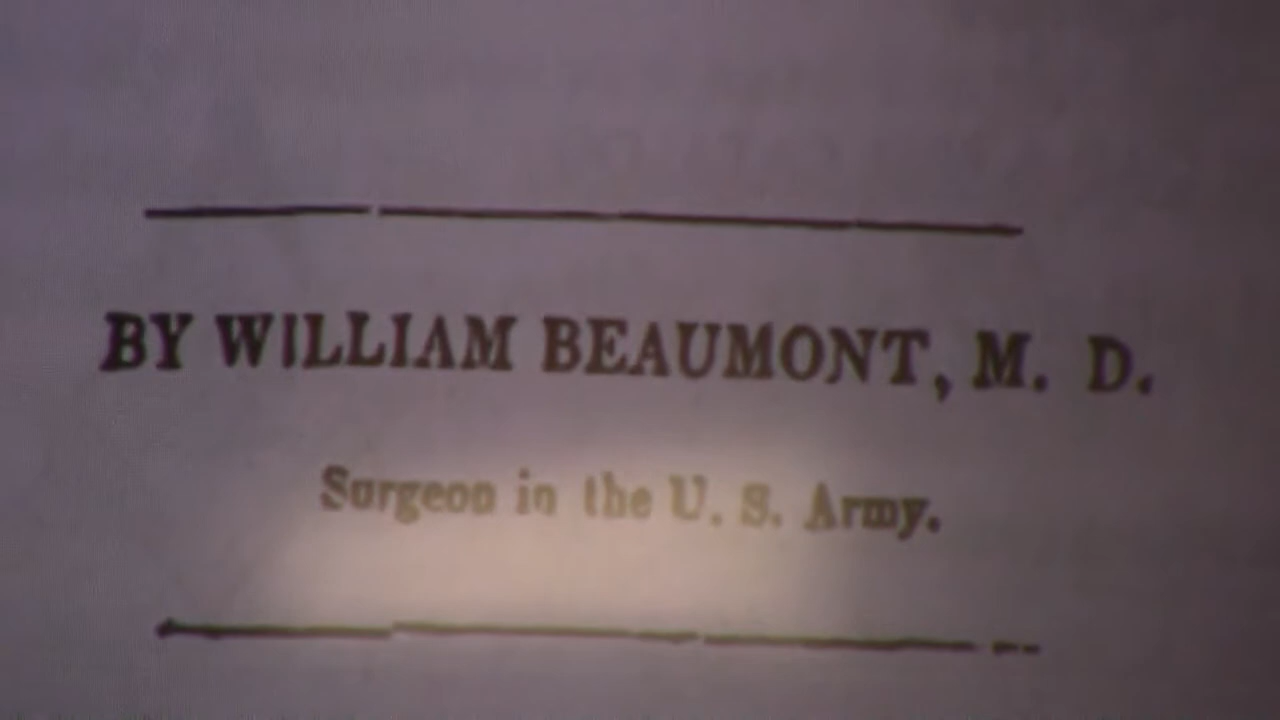 BY WILLIAM BEAUMONT, M. D.
Surgeon in the U. S. Army.